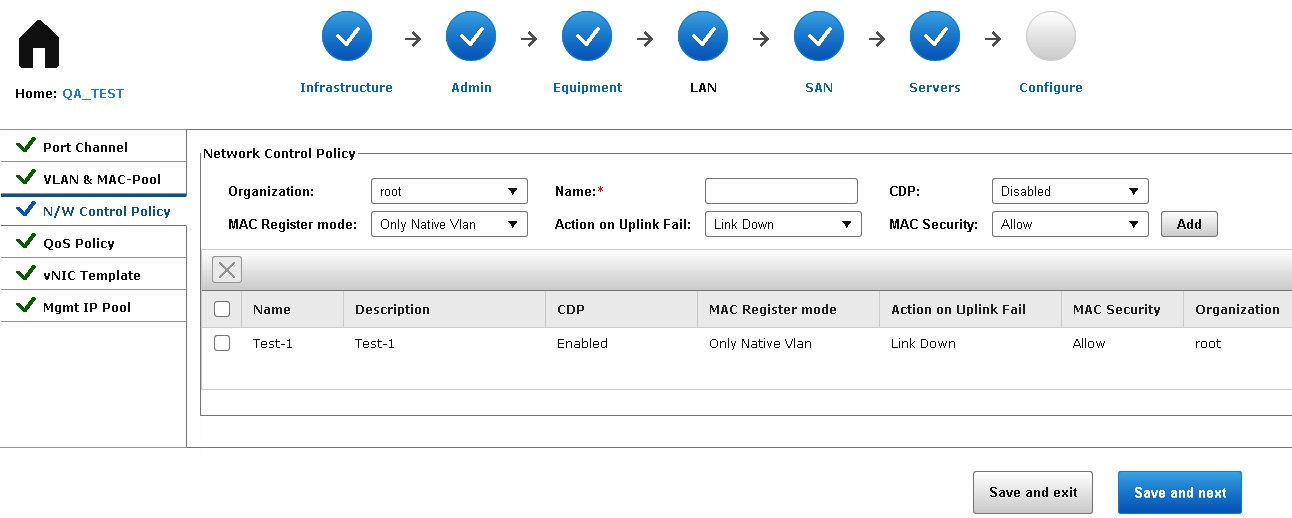 Infrastructure Admin Equipment LAN SAN Servers Configure
Home: QA_TEST
Port Channel
VLAN & MAC-Pool
N/W Control Policy
QoS Policy
vNIC Template
Mgmt IP Pool
Network Control Policy
Organization: root Name:* CDP: Disabled
MAC Register mode: Only Native Vlan Action on Uplink Fail: Link Down MAC Security: Allow Add
Name Description CDP MAC Register mode Action on Uplink Fail MAC Security Organization
Test-1 Test-1 Enabled Only Native Vlan Link Down Allow root
Save and exit Save and next